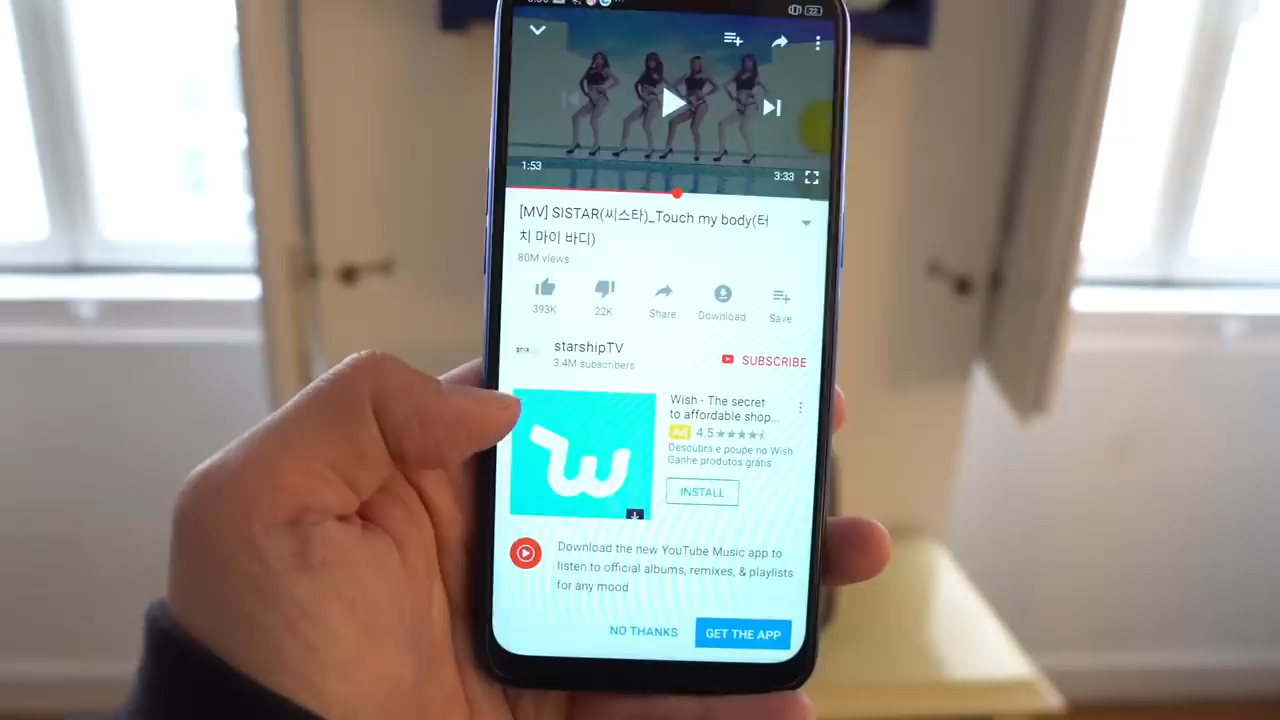 22
1:53
3:33
[MV] SISTAR(씨스타)_Touch my body(터
치 마이 바디)
80M views
393K
22K
Share
Download
Save
starshipTV
3.4M subscribers
SUBSCRIBE
Wish - The secret
to affordable shop...
Ad 4.5
Descubra e poupe no Wish
Ganhe produtos grátis
INSTALL
Download the new YouTube Music app to
listen to official albums, remixes, & playlists
for any mood
NO THANKS
GET THE APP